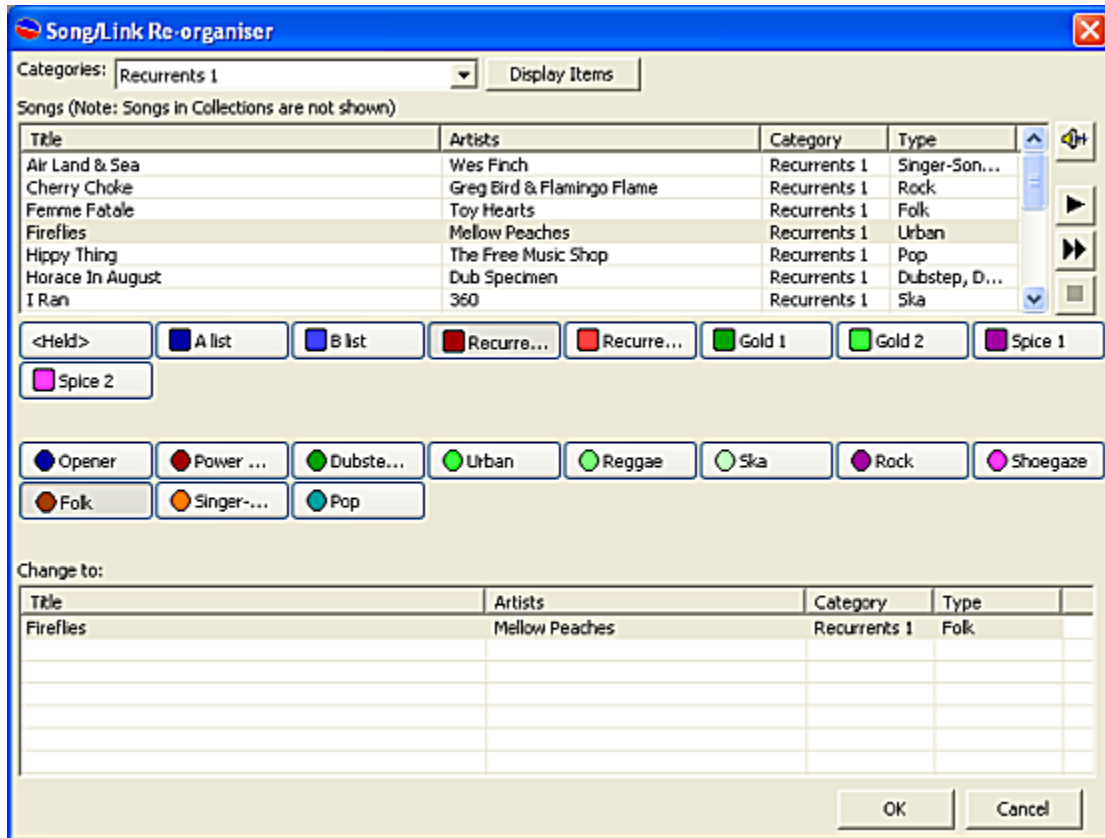 Song/Link Re-organiser
Categories: Recurrents 1 Display Items
Songs (Note: Songs in Collections are not shown)
Title Artists Category Type
Air Land & Sea Wes Finch Recurrents 1 Singer-Son...
Cherry Choke Greg Bird & Flamingo Flame Recurrents 1 Rock
Femme Fatale Toy Hearts Recurrents 1 Folk
Fireflies Mellow Peaches Recurrents 1 Urban
Hippy Thing The Free Music Shop Recurrents 1 Pop
Horace In August Dub Specimen Recurrents 1 Dubstep, D...
I Ran 360 Recurrents 1 Ska
<Held> A list B list Recurre... Recurre... Gold 1 Gold 2 Spice 1
Spice 2
Opener Power ... Dubste... Urban Reggae Ska Rock Shoegaze
Folk Singer-... Pop
Change to:
Title Artists Category Type
Fireflies Mellow Peaches Recurrents 1 Folk
OK Cancel